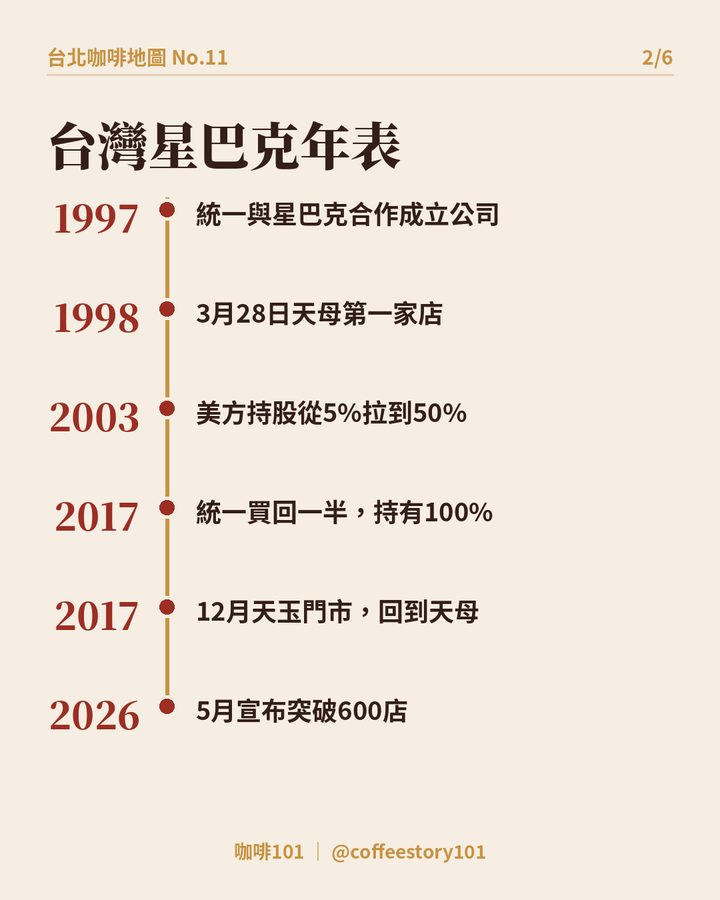 台北咖啡地圖 No.11
2/6
台灣星巴克年表
1997 統一與星巴克合作成立公司
1998 3月28日天母第一家店
2003 美方持股從5%拉到50%
2017 統一買回一半，持有100%
2017 12月天玉門市，回到天母
2026 5月宣布突破600店
咖啡101｜@coffeestory101